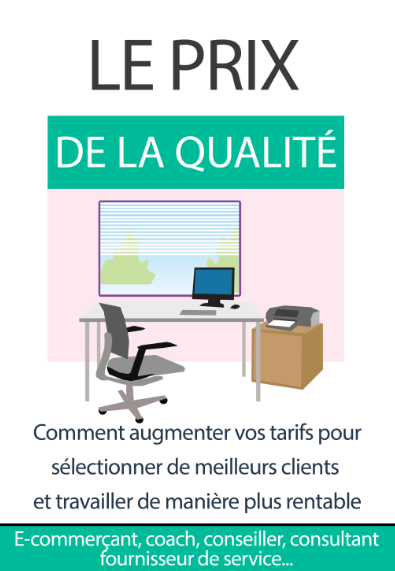 LE PRIX
DE LA QUALITÉ
Comment augmenter vos tarifs pour
sélectionner de meilleurs clients
et travailler de manière plus rentable
E-commerçant, coach, conseiller, consultant
fournisseur de service...